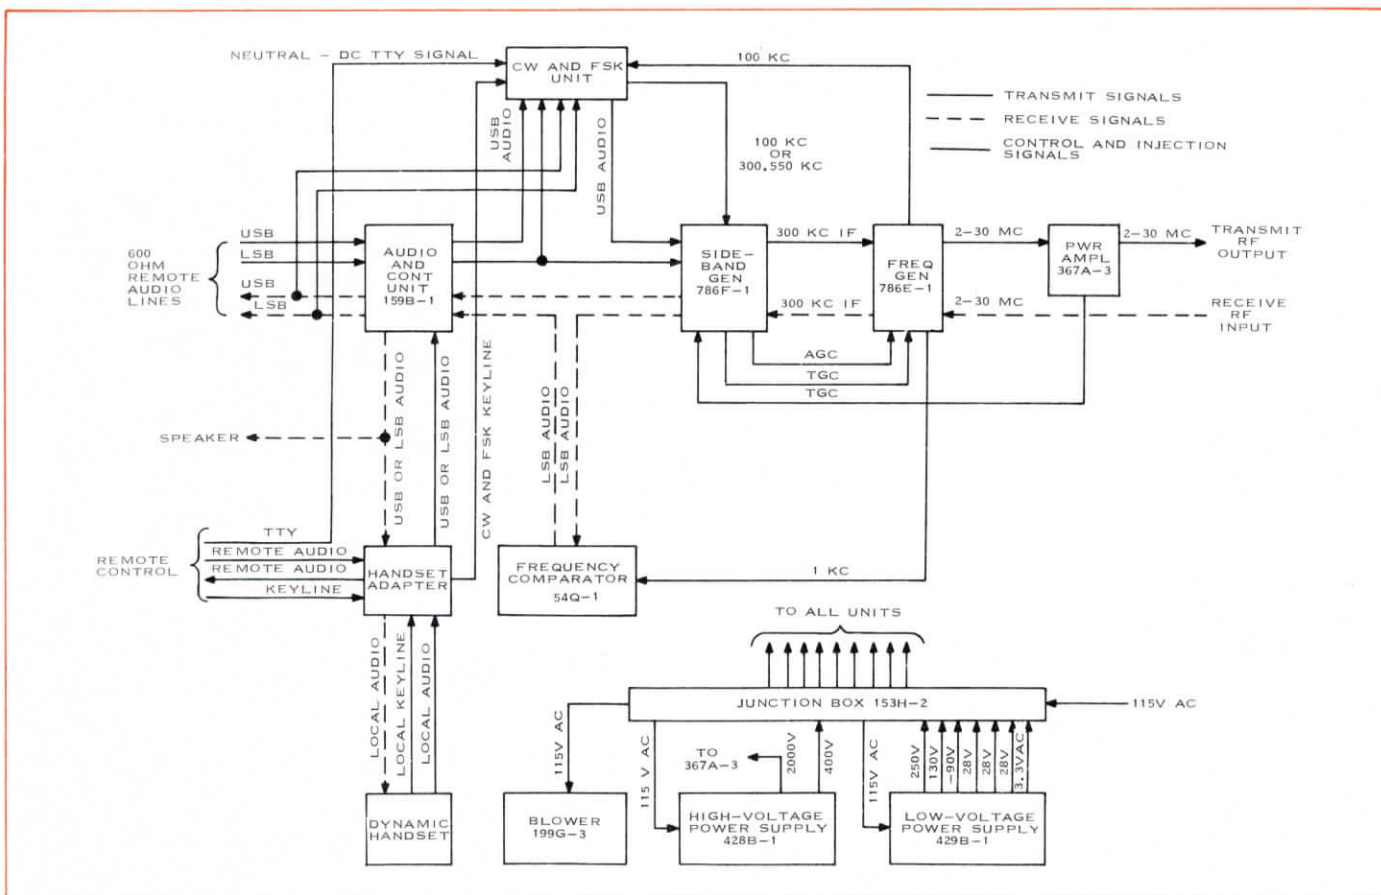 NEUTRAL - DC TTY SIGNAL
CW AND FSK
UNIT
100 KC
TRANSMIT SIGNALS
RECEIVE SIGNALS
CONTROL AND INJECTION
SIGNALS
USB
AUDIO
USB AUDIO
100 KC
OR
300.550 KC
600
OHM
REMOTE
AUDIO
LINES
USB
LSB
USB
LSB
AUDIO
AND
CONT
UNIT
159B-1
SIDE-
BAND
GEN
786F-1
300 KC IF
300 KC IF
FREQ
GEN
786E-1
2-30 MC
2-30 MC
PWR
AMPL
367A-3
2-30 MC
TRANSMIT
RF
OUTPUT
RECEIVE
RF
INPUT
AGC
TGC
TGC
SPEAKER
USB OR LSB AUDIO
USB OR LSB AUDIO
CW AND FSK KEYLINE
LSB AUDIO
LSB AUDIO
REMOTE
CONTROL
TTY
REMOTE AUDIO
REMOTE AUDIO
KEYLINE
HANDSET
ADAPTER
FREQUENCY
COMPARATOR
54Q-1
1 KC
LOCAL AUDIO
LOCAL KEYLINE
LOCAL AUDIO
DYNAMIC
HANDSET
TO ALL UNITS
JUNCTION BOX 153H-2
115V AC
115V AC
115 V AC
TO
367A-3
2000V
400V
115V AC
250V
130V
-90V
28V
28V
28V
3.3VAC
BLOWER
199G-3
HIGH-VOLTAGE
POWER SUPPLY
428B-1
LOW-VOLTAGE
POWER SUPPLY
429B-1